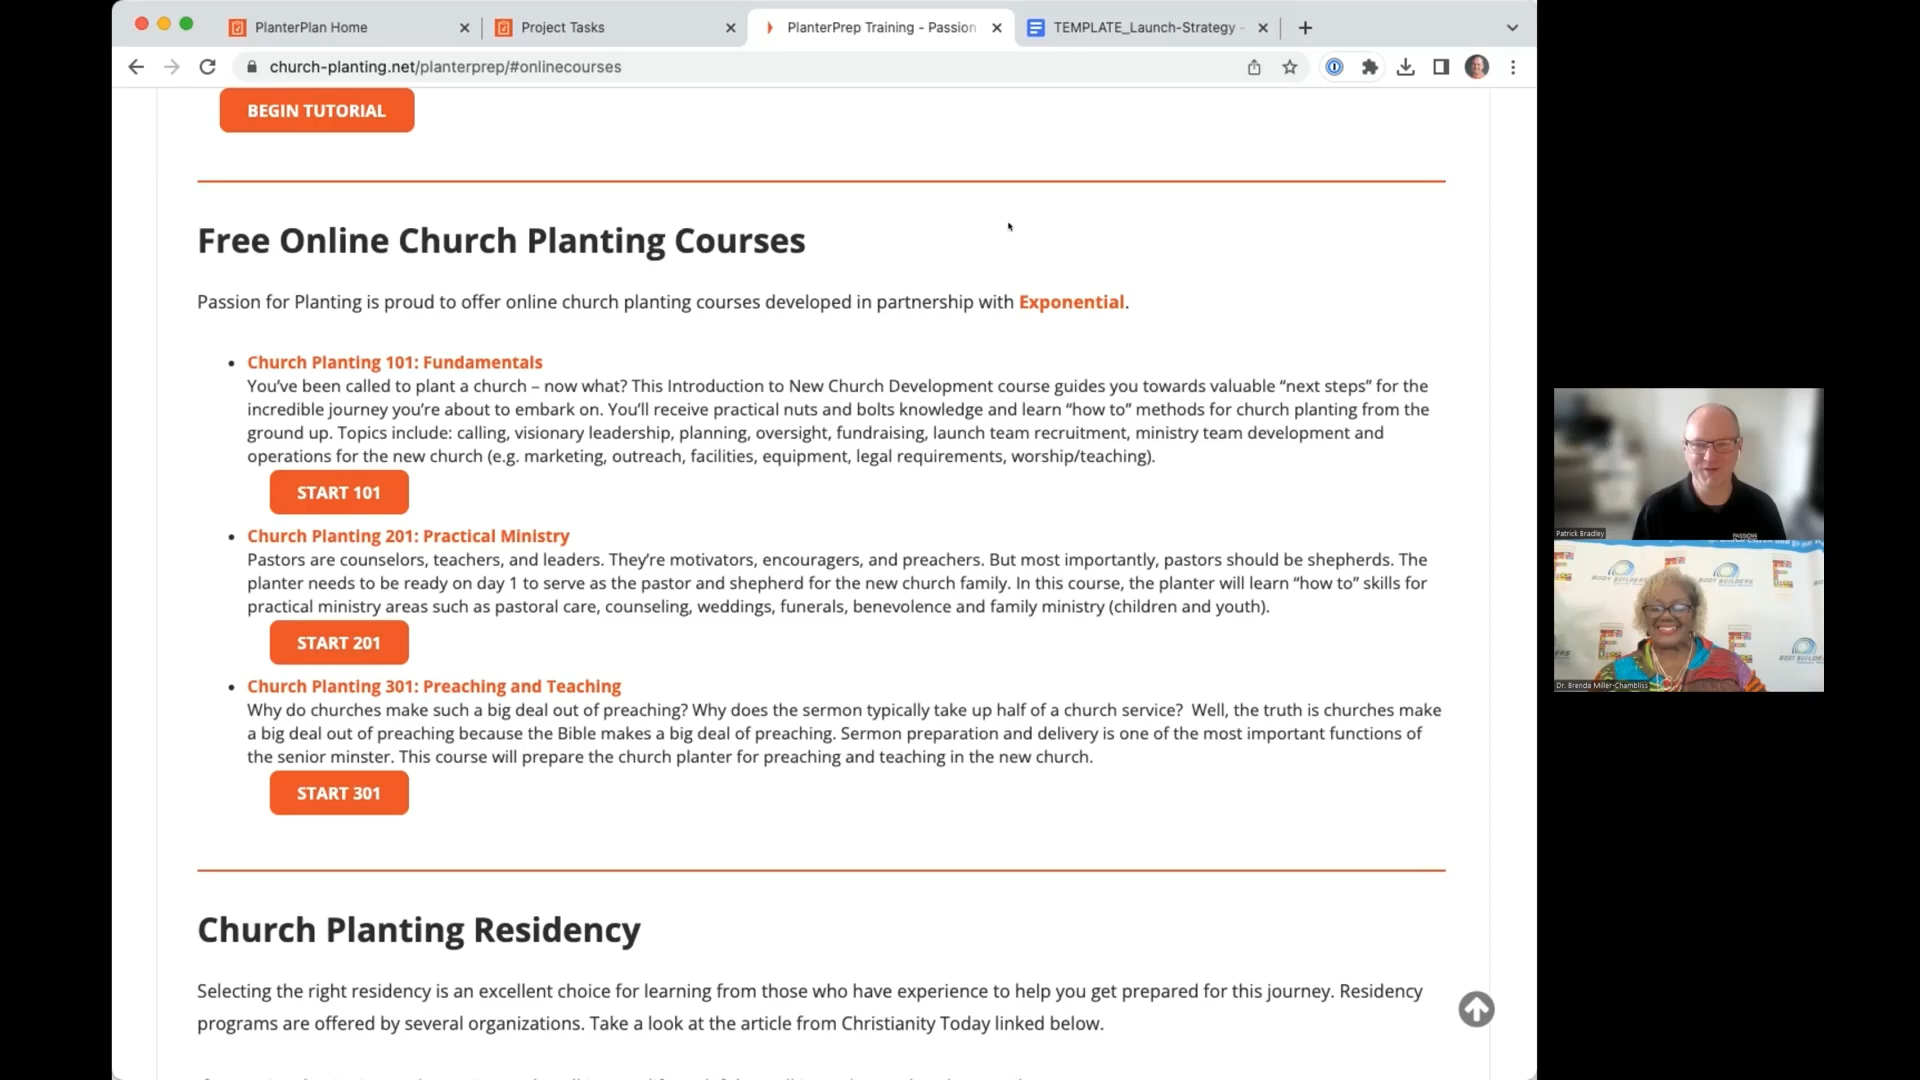 PlanterPlan Home
Project Tasks
PlanterPrep Training - Passion
TEMPLATE_Launch-Strategy -
church-planting.net/planterprep/#onlinecourses
BEGIN TUTORIAL
Free Online Church Planting Courses
Passion for Planting is proud to offer online church planting courses developed in partnership with Exponential.
Church Planting 101: Fundamentals
You’ve been called to plant a church – now what? This Introduction to New Church Development course guides you towards valuable “next steps” for the
incredible journey you’re about to embark on. You’ll receive practical nuts and bolts knowledge and learn “how to” methods for church planting from the
ground up. Topics include: calling, visionary leadership, planning, oversight, fundraising, launch team recruitment, ministry team development and
operations for the new church (e.g. marketing, outreach, facilities, equipment, legal requirements, worship/teaching).
START 101
Church Planting 201: Practical Ministry
Pastors are counselors, teachers, and leaders. They’re motivators, encouragers, and preachers. But most importantly, pastors should be shepherds. The
planter needs to be ready on day 1 to serve as the pastor and shepherd for the new church family. In this course, the planter will learn “how to” skills for
practical ministry areas such as pastoral care, counseling, weddings, funerals, benevolence and family ministry (children and youth).
START 201
Church Planting 301: Preaching and Teaching
Why do churches make such a big deal out of preaching? Why does the sermon typically take up half of a church service? Well, the truth is churches make
a big deal out of preaching because the Bible makes a big deal of preaching. Sermon preparation and delivery is one of the most important functions of
the senior minster. This course will prepare the church planter for preaching and teaching in the new church.
START 301
Church Planting Residency
Selecting the right residency is an excellent choice for learning from those who have experience to help you get prepared for this journey. Residency
programs are offered by several organizations. Take a look at the article from Christianity Today linked below.
Patrick Bradley
PASSION
BODY BUILDERS
BODY BUILDERS
BODY BUILDERS
Dr. Brenda Miller-Chambliss